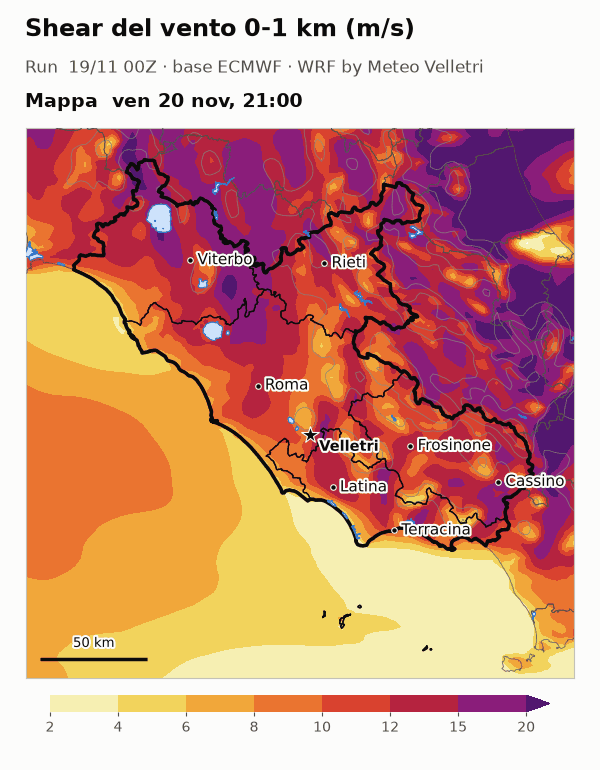 Shear del vento 0-1 km (m/s)
Run  19/11 00Z · base ECMWF · WRF by Meteo Velletri
Mappa  ven 20 nov, 21:00
Viterbo
Rieti
Roma
Velletri
Frosinone
Latina
Cassino
Terracina
50 km
2 4 6 8 10 12 15 20